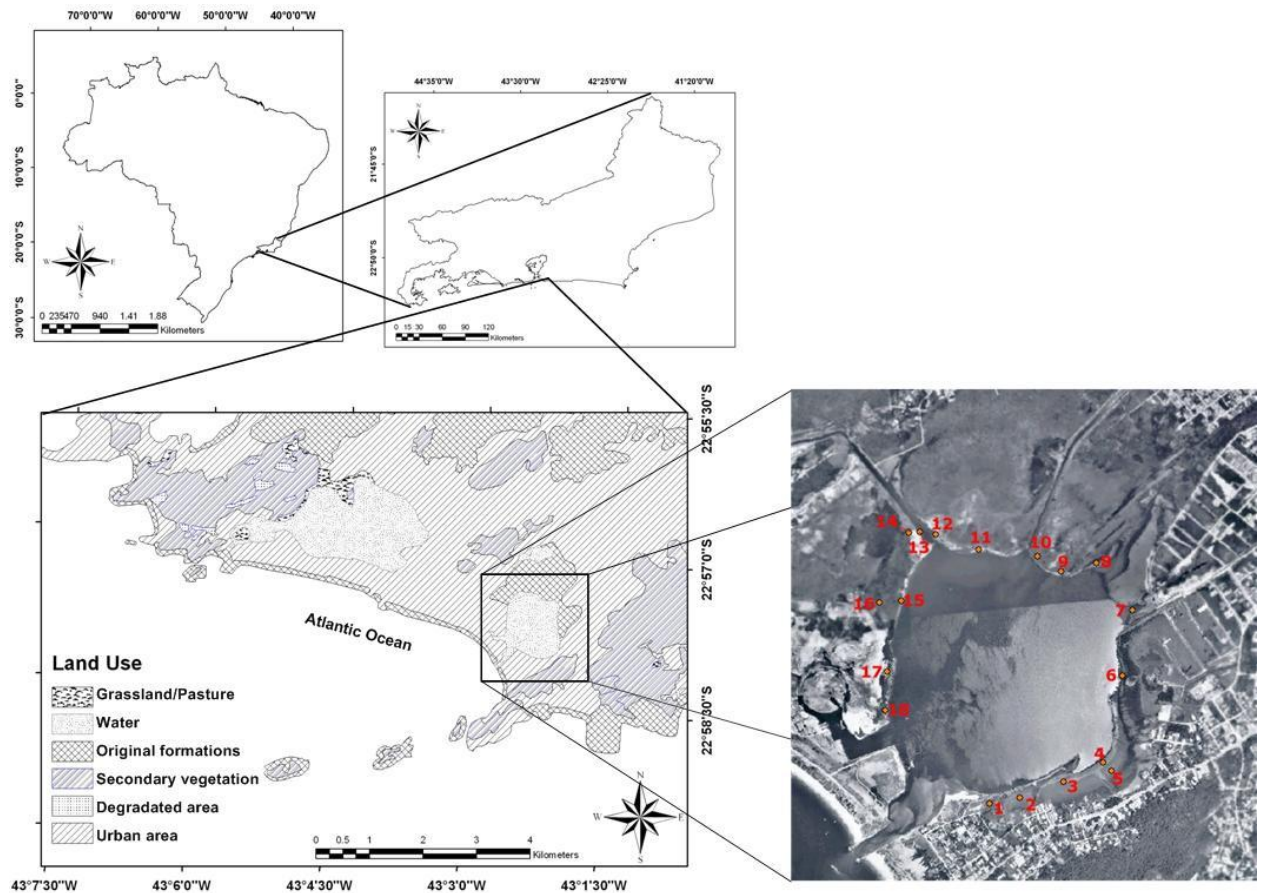 70°0'0"W 60°0'0"W 50°0'0"W 40°0'0"W
0°0'0"
10°0'0"S
20°0'0"S
30°0'0"S
N
W E
S
0 235470 940 1.41 1.88
Kilometers
44°35'0"W 43°30'0"W 42°25'0"W 41°20'0"W
21°45'0"S
22°50'0"S
N
W E
S
0 15 30 60 90 120
Kilometers
22°55'30"S
22°57'0"S
22°58'30"S
Atlantic Ocean
Land Use
Grassland/Pasture
Water
Original formations
Secondary vegetation
Degraded area
Urban area
N
W E
S
0 0.5 1 2 3 4
Kilometers
43°7'30"W 43°6'0"W 43°4'30"W 43°3'30"W 43°1'30"W
14
12
13
11
10
9
8
16
15
7
17
6
18
4
5
3
2
1